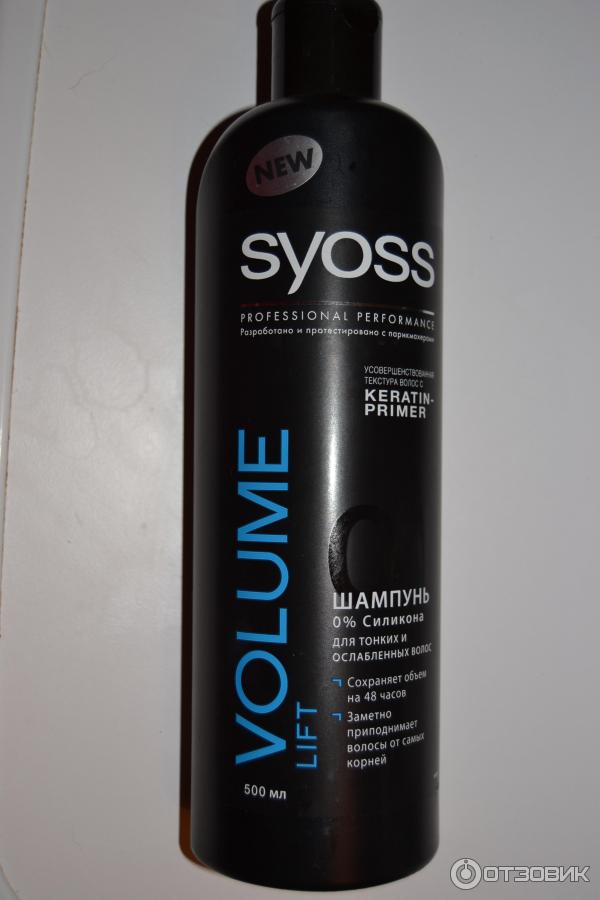 NEW
SYOSS
PROFESSIONAL PERFORMANCE
Разработано и протестировано с парикмахерами
УСОВЕРШЕНСТВОВАННАЯ
ТЕКСТУРА ВОЛОС С
KERATIN-
PRIMER
VOLUME
LIFT
ШАМПУНЬ
0% Силикона
ДЛЯ ТОНКИХ И
ОСЛАБЛЕННЫХ ВОЛОС
Сохраняет объем
на 48 часов
Заметно
приподнимает
волосы от самых
корней
500 мл
ОТЗОВИК